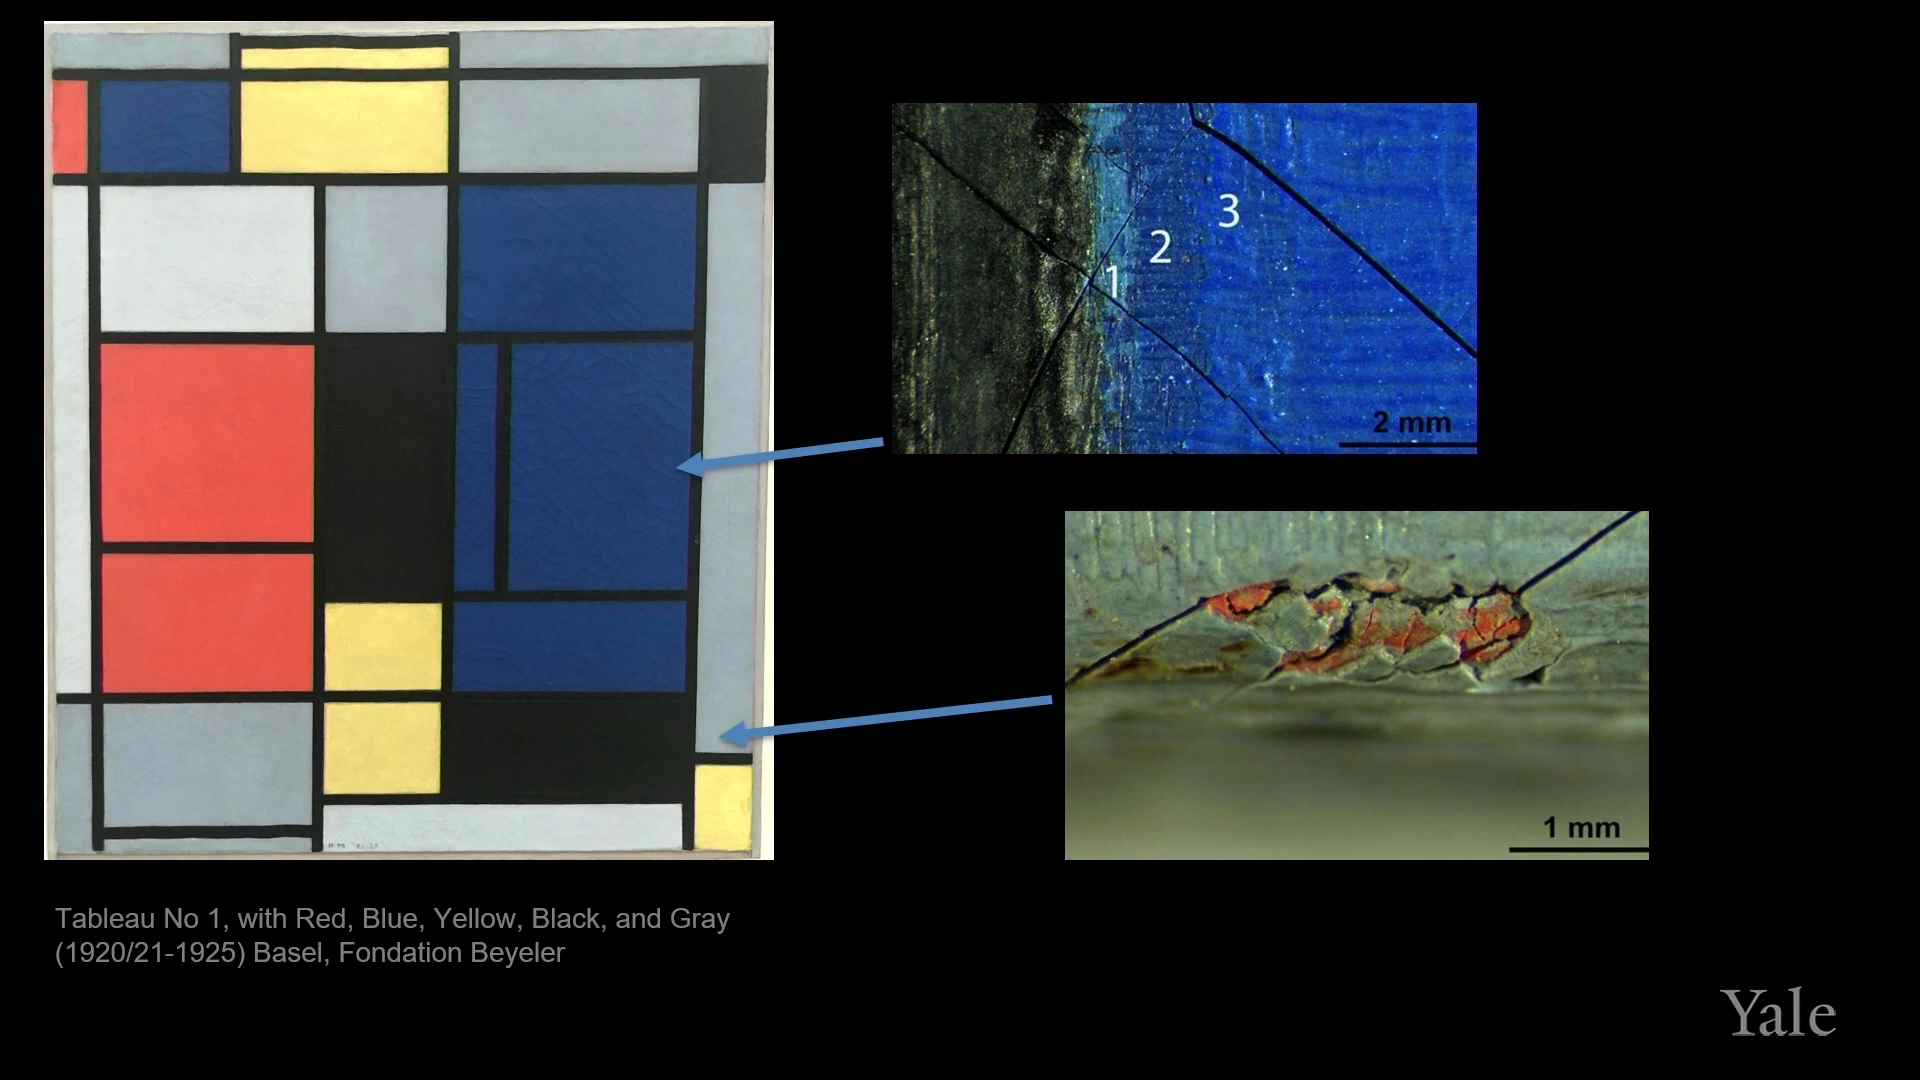 3
2
1
2 mm
1 mm
Tableau No 1, with Red, Blue, Yellow, Black, and Gray
(1920/21-1925) Basel, Fondation Beyeler
Yale